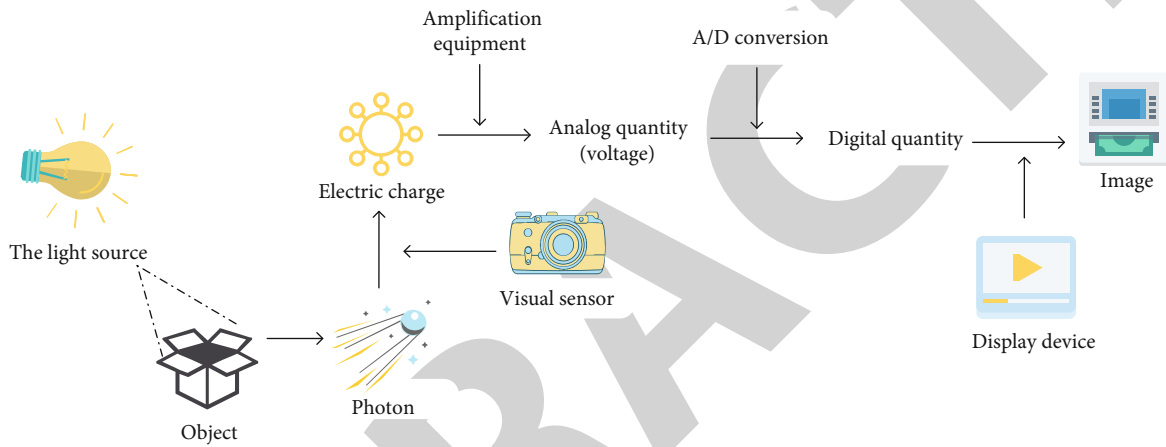 Amplification
equipment
A/D conversion
Analog quantity
(voltage)
Digital quantity
Image
Electric charge
The light source
Visual sensor
Display device
Photon
Object
RACT